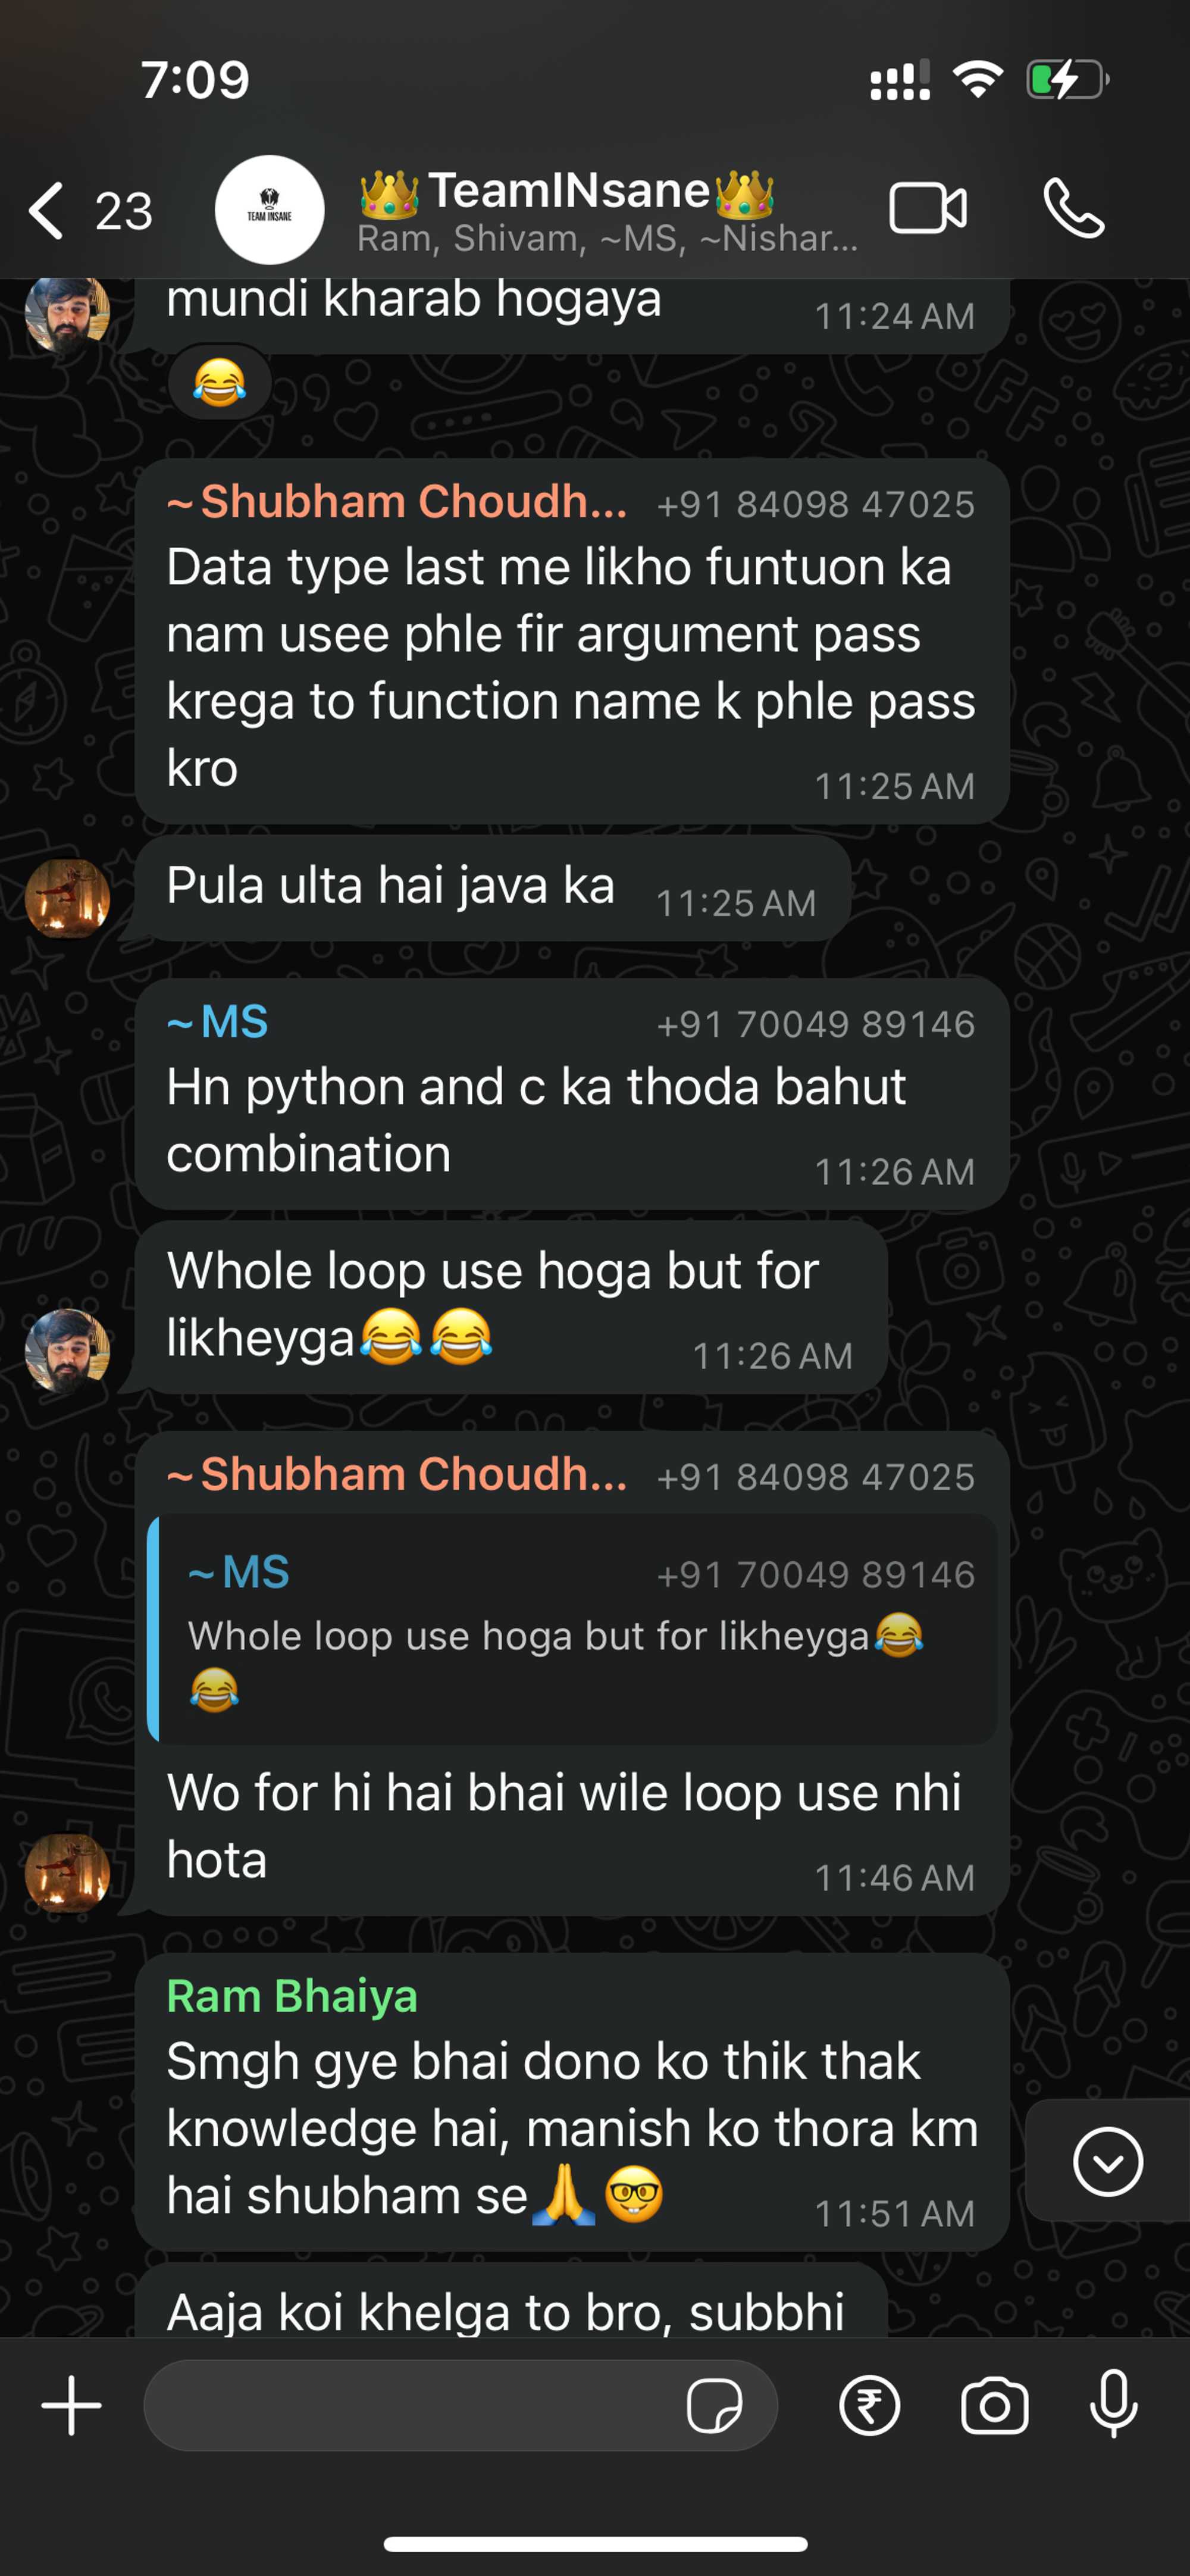 7:09
23
TEAM INSANE
👑TeamINsane👑
Ram, Shivam, ~MS, ~Nishar...
mundi kharab hogaya
11:24 AM
😂
~Shubham Choudh... +91 84098 47025
Data type last me likho funtuon ka
nam usee phle fir argument pass
krega to function name k phle pass
kro
11:25 AM
Pula ulta hai java ka 11:25 AM
~MS +91 70049 89146
Hn python and c ka thoda bahut
combination
11:26 AM
Whole loop use hoga but for
likheyga😂😂
11:26 AM
~Shubham Choudh... +91 84098 47025
~MS +91 70049 89146
Whole loop use hoga but for likheyga😂
😂
Wo for hi hai bhai wile loop use nhi
hota
11:46 AM
Ram Bhaiya
Smgh gye bhai dono ko thik thak
knowledge hai, manish ko thora km
hai shubham se🙏🤓
11:51 AM
Aaja koi khelga to bro, subbhi